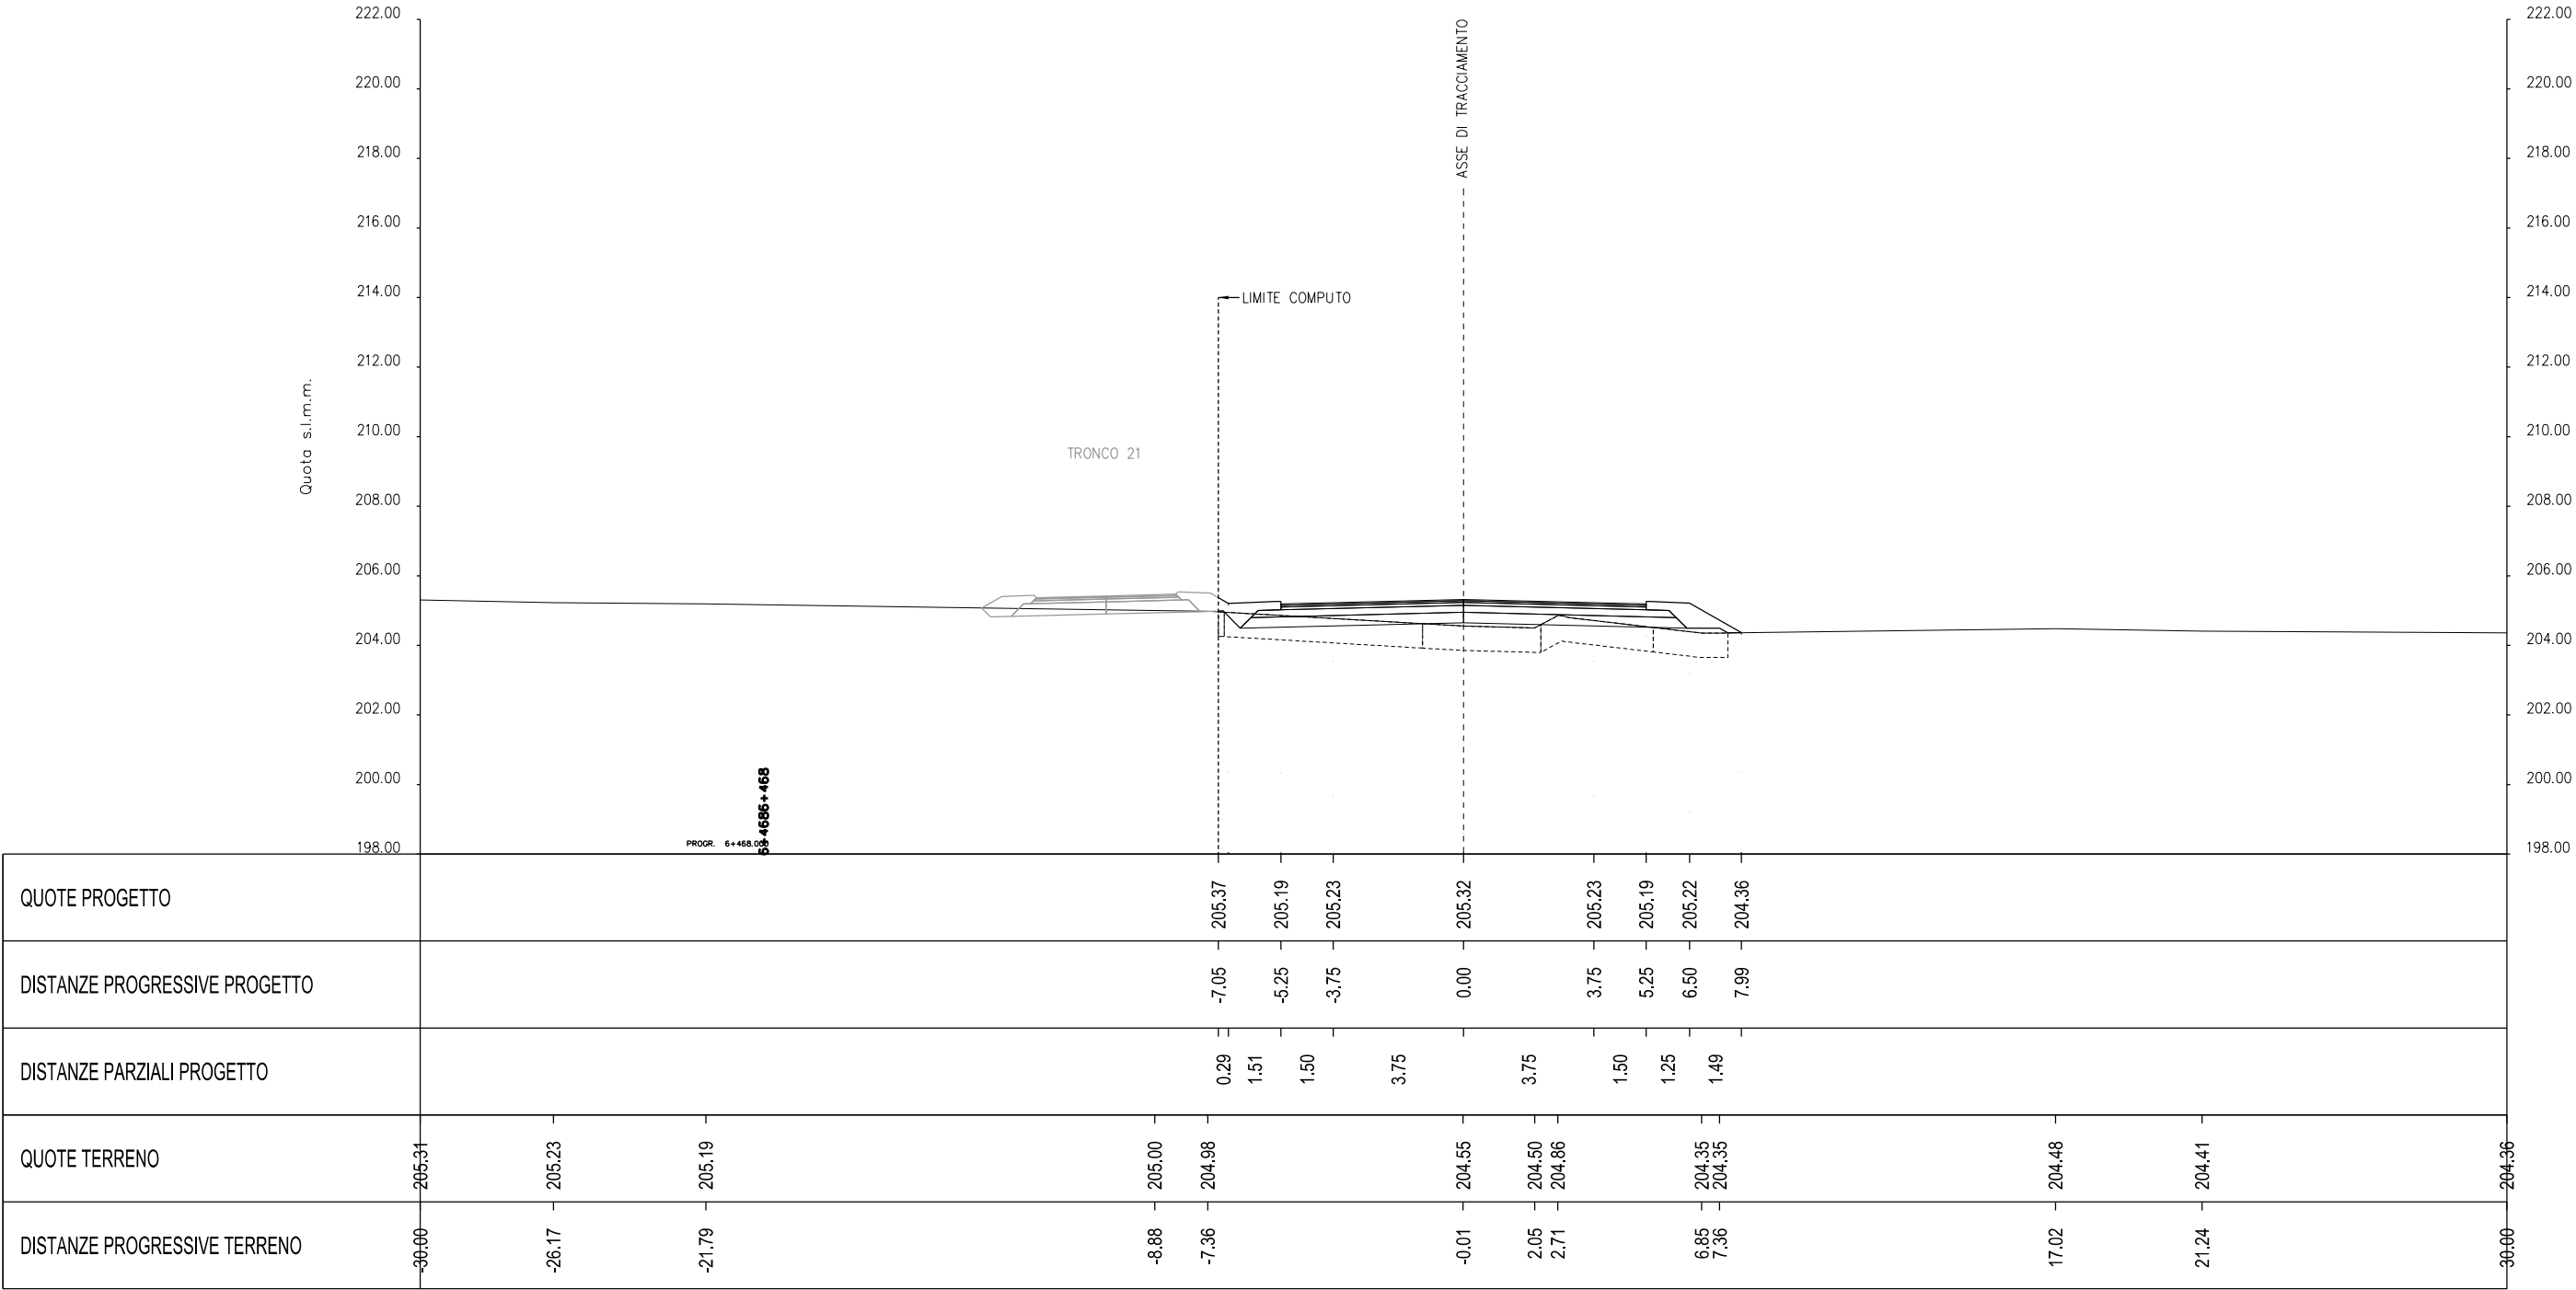 222.00 222.00
220.00 220.00
218.00 218.00
216.00 216.00
214.00 214.00
212.00 212.00
210.00 210.00
208.00 208.00
206.00 206.00
204.00 204.00
202.00 202.00
200.00 200.00
198.00 198.00
Quota s.l.m.m.
ASSE DI TRACCIAMENTO
LIMITE COMPUTO
TRONCO 21
6+4686+468
PROGR. 6+468.00
QUOTE PROGETTO 205.37 205.19 205.23 205.32 205.23 205.19 205.22 204.36
DISTANZE PROGRESSIVE PROGETTO -7.05 -5.25 -3.75 0.00 3.75 5.25 6.50 7.99
DISTANZE PARZIALI PROGETTO 0.29 1.51 1.50 3.75 3.75 1.50 1.25 1.49
QUOTE TERRENO 205.31 205.23 205.19 205.00 204.98 204.55 204.50 204.86 204.35 204.35 204.48 204.41 204.36
DISTANZE PROGRESSIVE TERRENO -30.00 -26.17 -21.79 -8.88 -7.36 -0.01 2.05 2.71 6.85 7.36 17.02 21.24 30.00